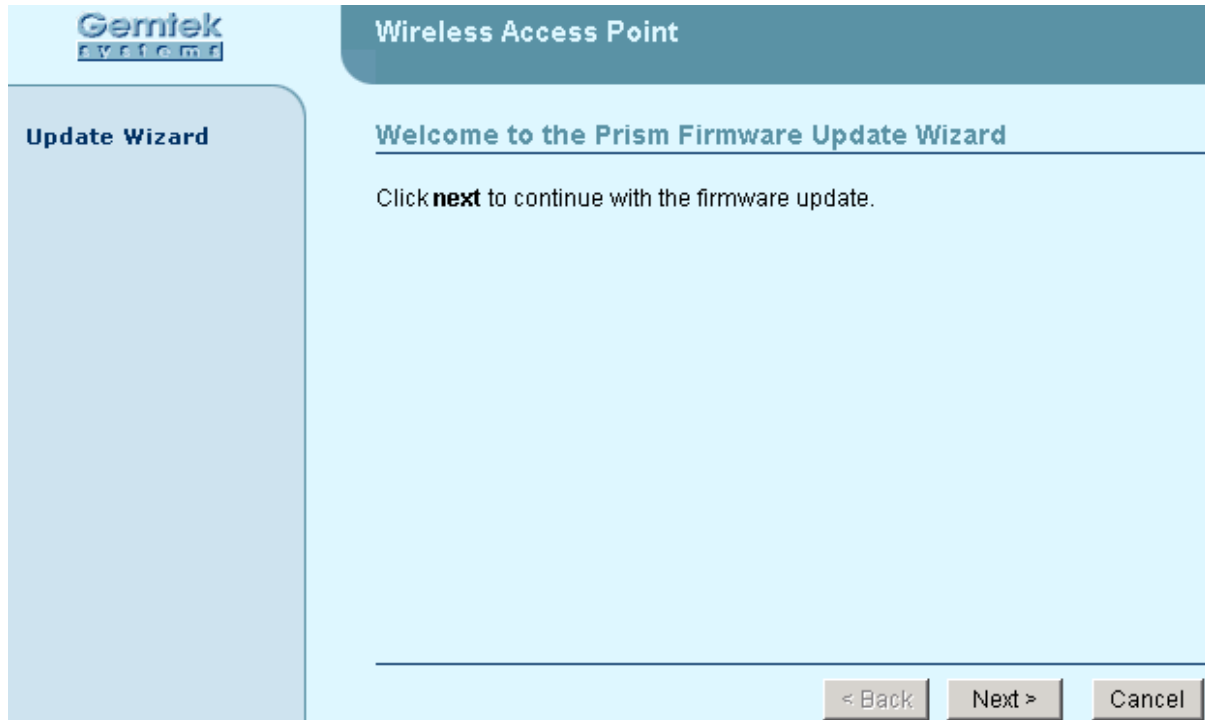 Gemtek
systems
Wireless Access Point
Update Wizard
Welcome to the Prism Firmware Update Wizard
Click next to continue with the firmware update.
< Back
Next >
Cancel